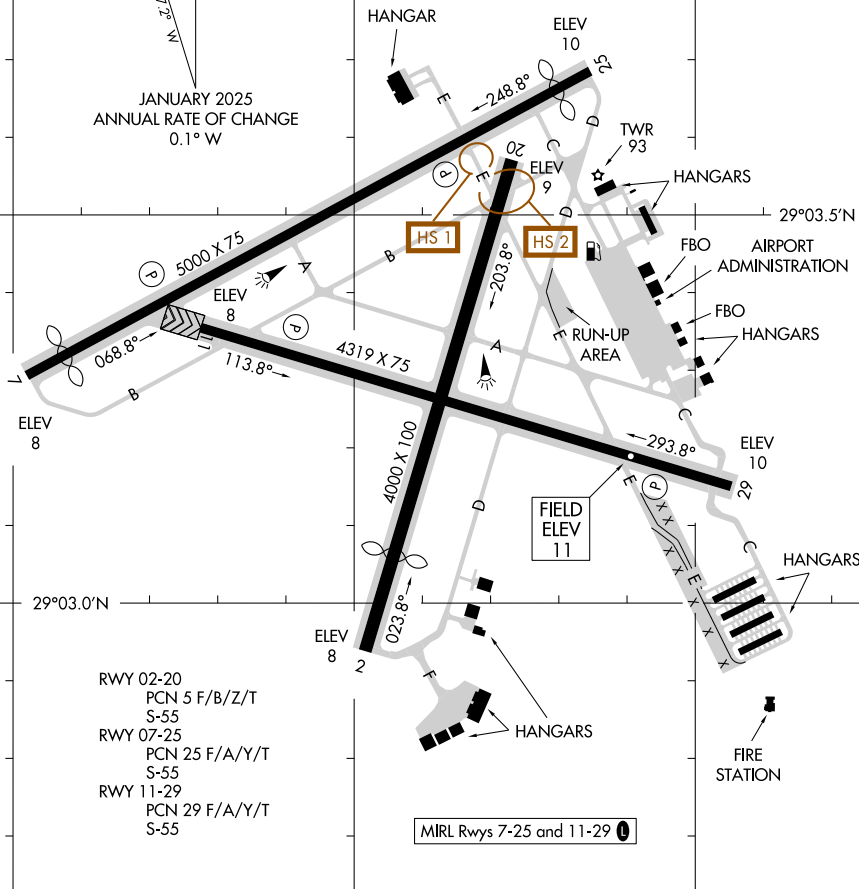 7.2° W
JANUARY 2025
ANNUAL RATE OF CHANGE
0.1° W
HANGAR
ELEV
10
25
248.8°
E
D
C
TWR
93
20
ELEV
9
E
HANGARS
P
29°03.5'N
HS 1
HS 2
D
FBO
AIRPORT
ADMINISTRATION
5000 X 75
A
B
203.8°
P
ELEV
8
FBO
HANGARS
E
RUN-UP
AREA
P
A
11
068.8°
113.8°
4319 X 75
7
B
C
ELEV
8
293.8°
ELEV
10
29
4000 X 100
E
P
X
X
X
X
X
X
X
D
FIELD
ELEV
11
C
E
HANGARS
29°03.0'N
023.8°
ELEV
8
2
F
HANGARS
RWY 02-20
PCN 5 F/B/Z/T
S-55
RWY 07-25
PCN 25 F/A/Y/T
S-55
RWY 11-29
PCN 29 F/A/Y/T
S-55
FIRE
STATION
MIRL Rwys 7-25 and 11-29 L